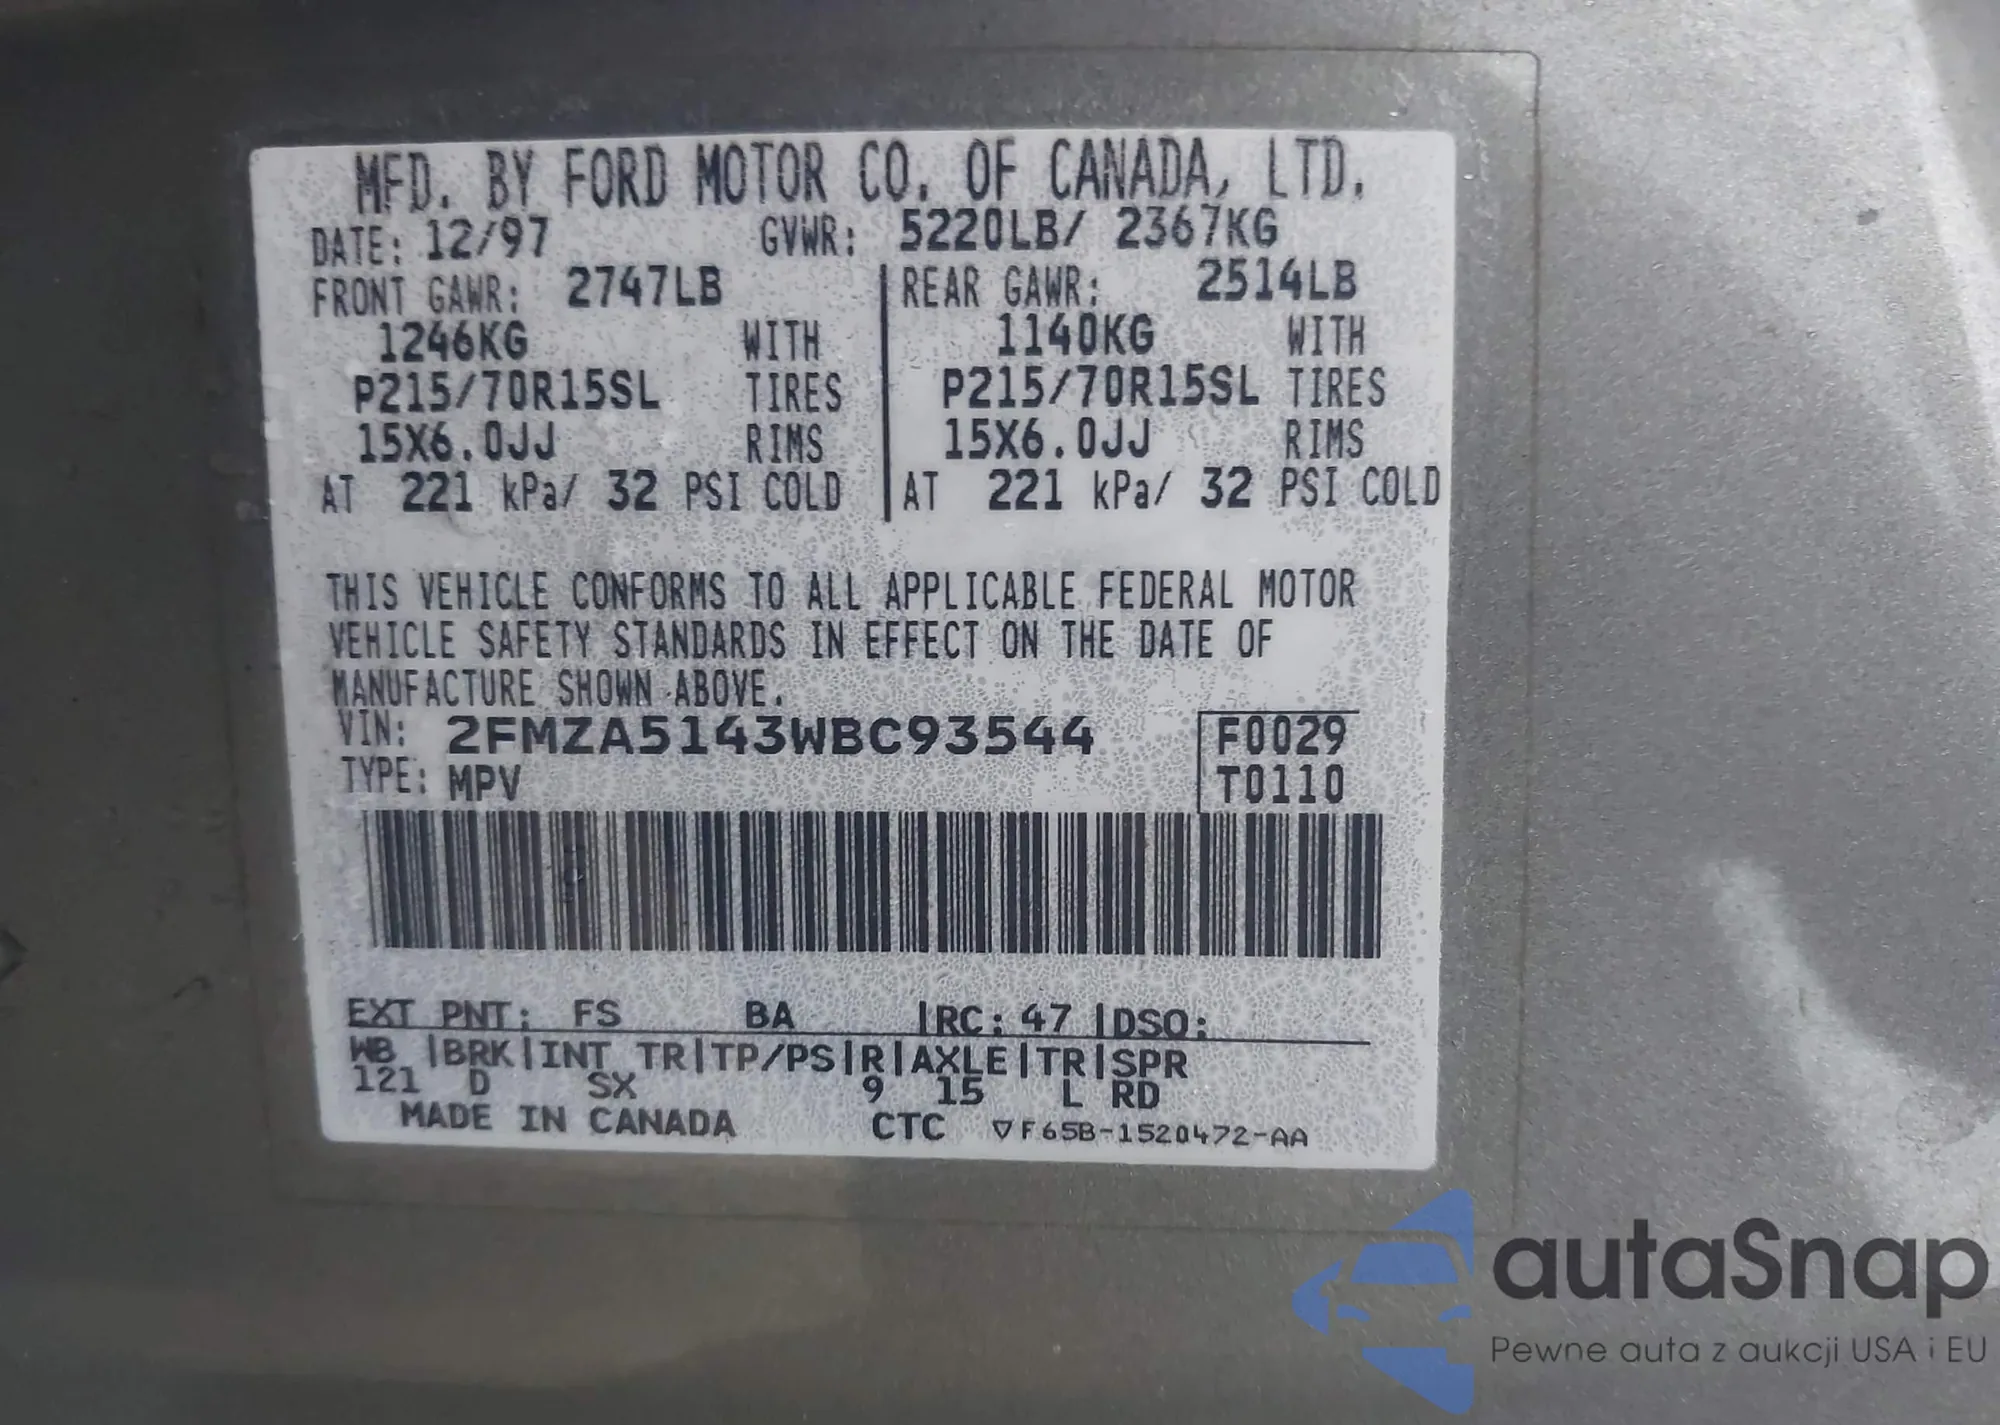 MFD. BY FORD MOTOR CO. OF CANADA, LTD.
DATE: 12/97 GVWR: 5220LB/ 2367KG
FRONT GAWR: 2747LB REAR GAWR: 2514LB
1246KG WITH 1140KG WITH
P215/70R15SL TIRES P215/70R15SL TIRES
15X6.0JJ RIMS 15X6.0JJ RIMS
AT 221 kPa/ 32 PSI COLD AT 221 kPa/ 32 PSI COLD
THIS VEHICLE CONFORMS TO ALL APPLICABLE FEDERAL MOTOR
VEHICLE SAFETY STANDARDS IN EFFECT ON THE DATE OF
MANUFACTURE SHOWN ABOVE.
VIN: 2FMZA5143WBC93544 F0029
TYPE: MPV T0110
EXT PNT: FS BA |RC: 47 |DSO:
WB |BRK|INT TR|TP/PS|R|AXLE|TR|SPR
121 D SX 9 15 L RD
MADE IN CANADA CTC ▽F65B-1520472-AA
autaSnap
Pewne auta z aukcji USA i EU